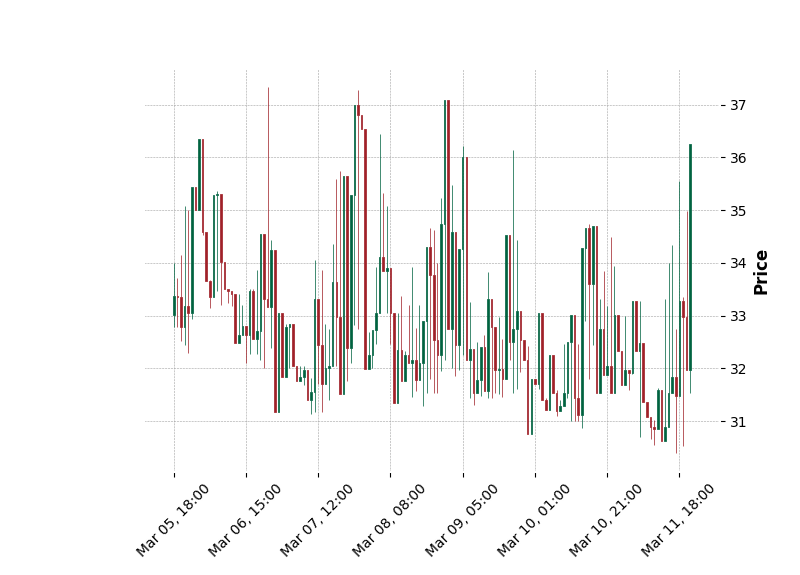 37
36
35
34
33
32
31
Price
Mar 05, 18:00
Mar 06, 15:00
Mar 07, 12:00
Mar 08, 08:00
Mar 09, 05:00
Mar 10, 01:00
Mar 10, 21:00
Mar 11, 18:00